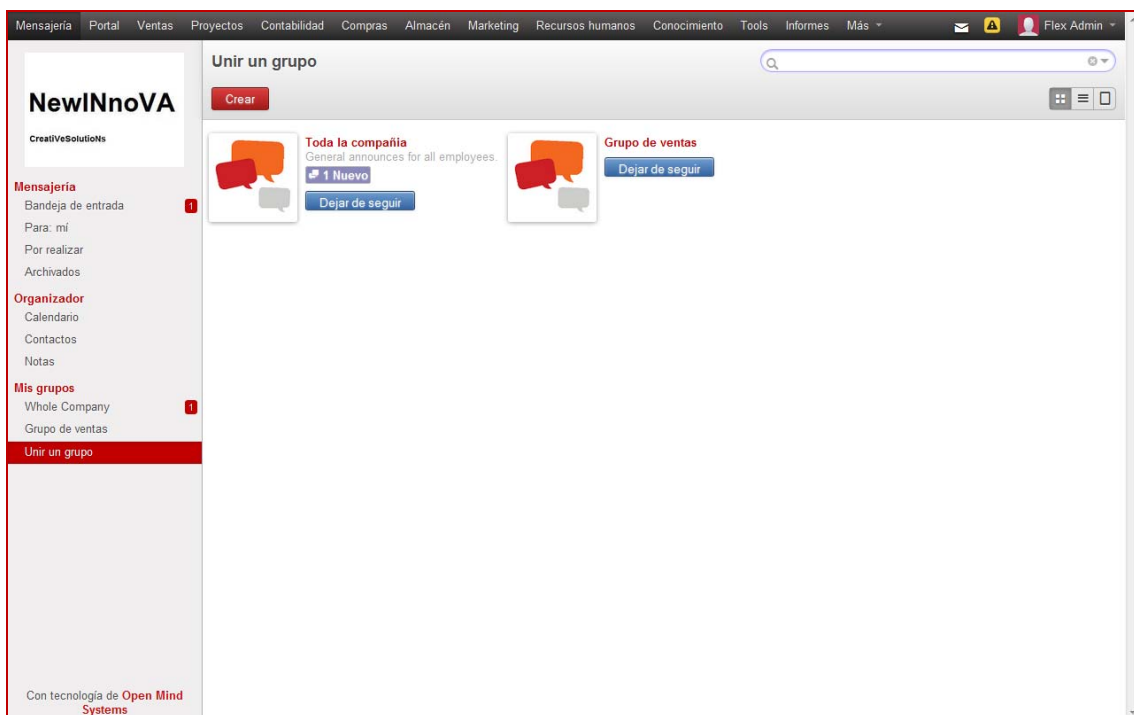 Mensajería Portal Ventas Proyectos Contabilidad Compras Almacén Marketing Recursos humanos Conocimiento Tools Informes Más Flex Admin
NewINnoVA
CreatiVeSolutioNs
Mensajería
Bandeja de entrada 1
Para: mí
Por realizar
Archivados
Organizador
Calendario
Contactos
Notas
Mis grupos
Whole Company 1
Grupo de ventas
Unir un grupo
Con tecnología de Open Mind
Systems
Unir un grupo
Crear
Toda la compañia
General announces for all employees.
1 Nuevo
Dejar de seguir
Grupo de ventas
Dejar de seguir